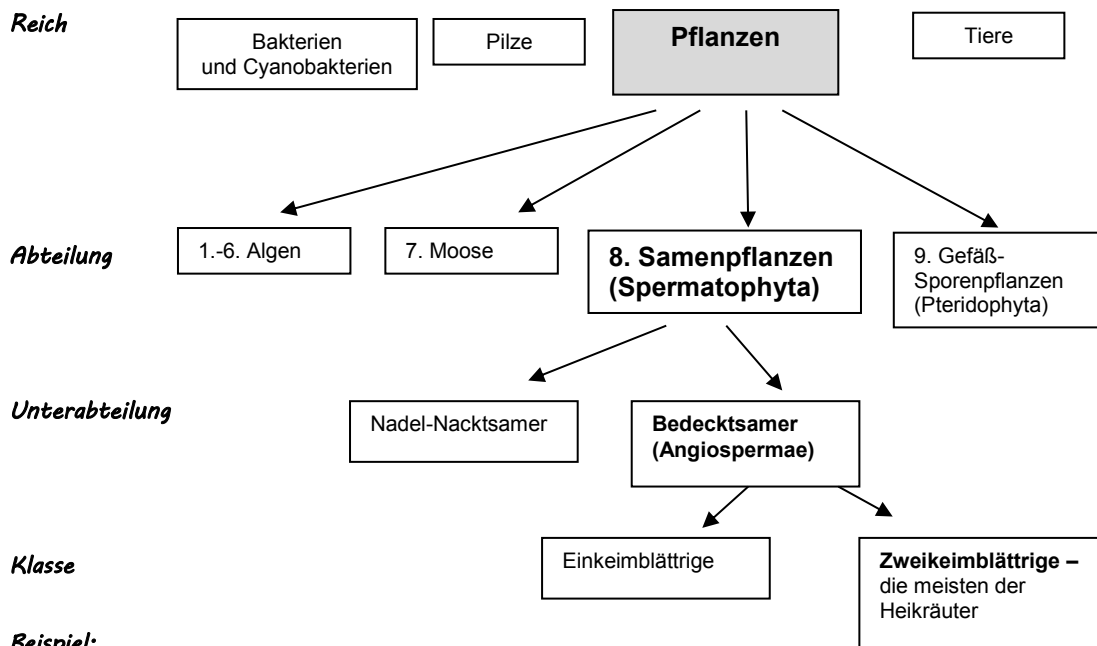 Reich
Bakterien
und Cyanobakterien
Pilze
Pflanzen
Tiere
Abteilung
1.-6. Algen
7. Moose
8. Samenpflanzen
(Spermatophyta)
9. Gefäß-
Sporenpflanzen
(Pteridophyta)
Unterabteilung
Nadel-Nacktsamer
Bedecktsamer
(Angiospermae)
Klasse
Einkeimblättrige
Zweikeimblättrige –
die meisten der
Heikräuter
Beispiel: